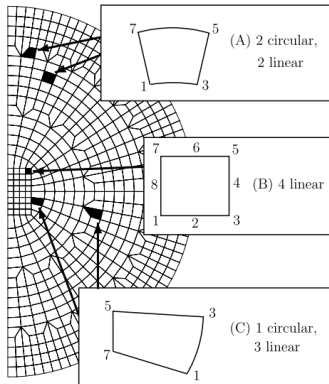 7 5
(A) 2 circular,
2 linear
1 3
7 6 5
8 4 (B) 4 linear
1 2 3
5 3
(C) 1 circular,
3 linear
7
1